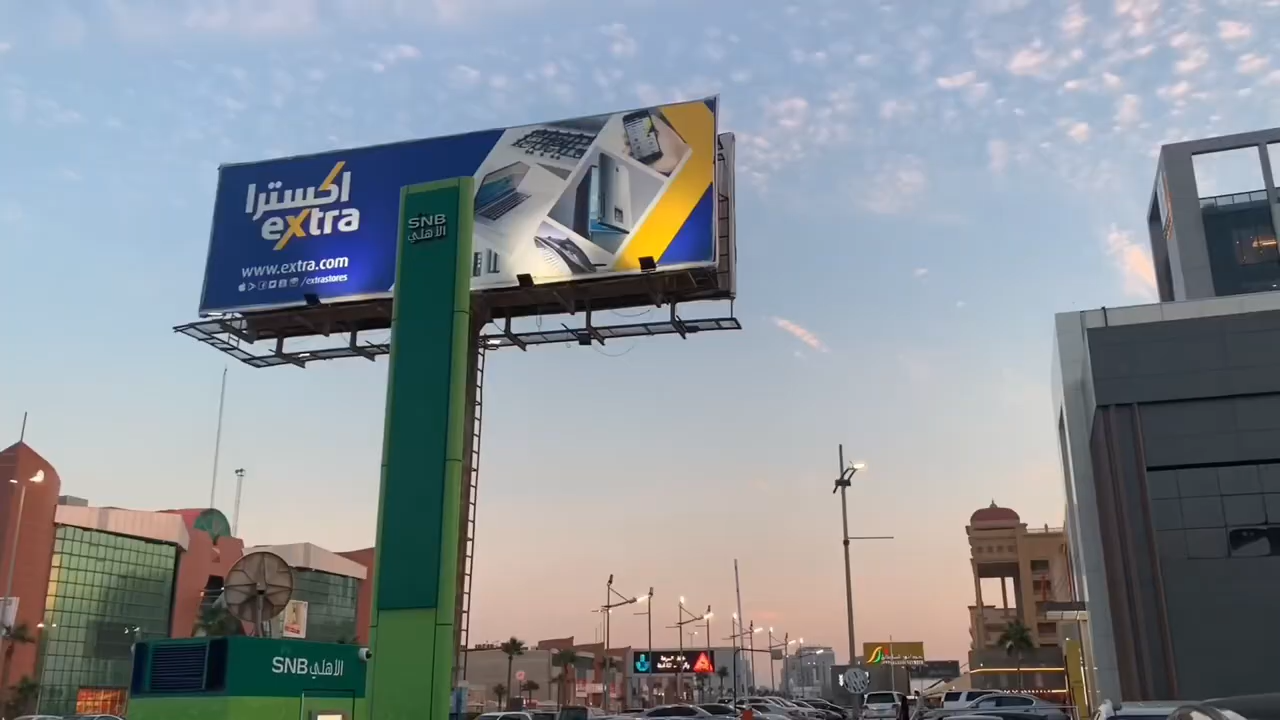 اكسترا
extra
www.extra.com
/extrastores
SNB
الأهلي
SNB الأهلي